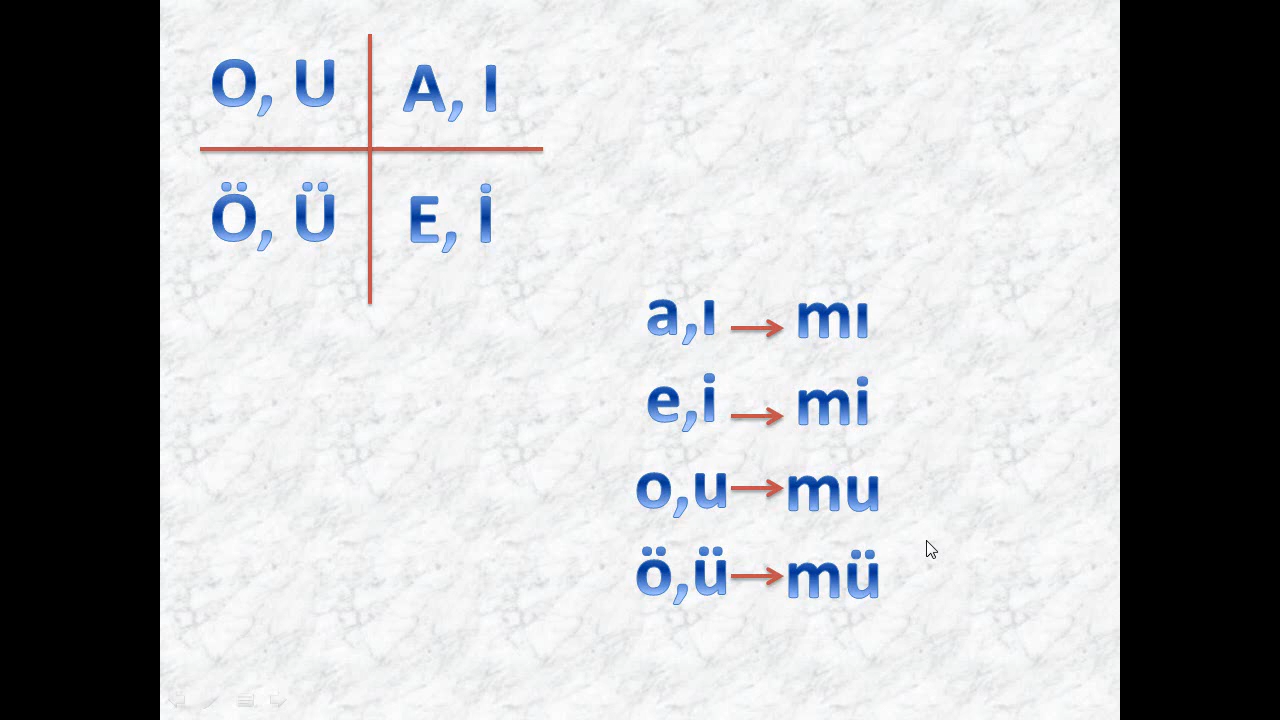 O, U A, I
Ö, Ü E, İ
a,ı → mı
e,i → mi
o,u → mu
ö,ü → mü